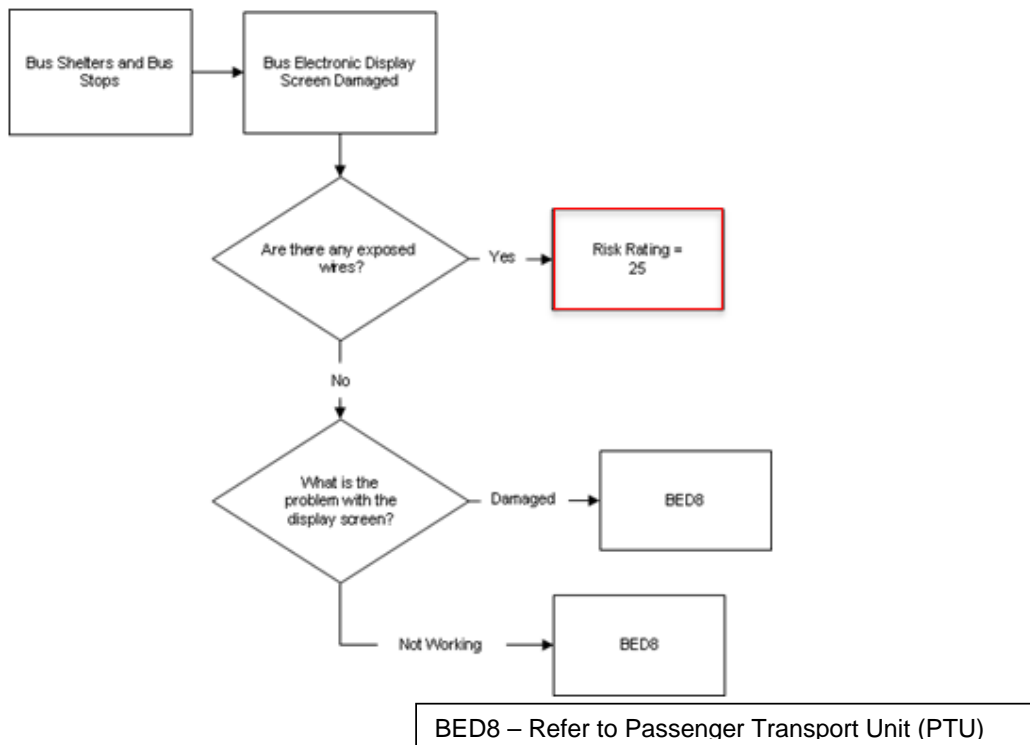 Bus Shelters and Bus
Stops
Bus Electronic Display
Screen Damaged
Are there any exposed
wires?
Yes
Risk Rating =
25
No
What is the
problem with the
display screen?
Damaged
BED8
Not Working
BED8
BED8 – Refer to Passenger Transport Unit (PTU)